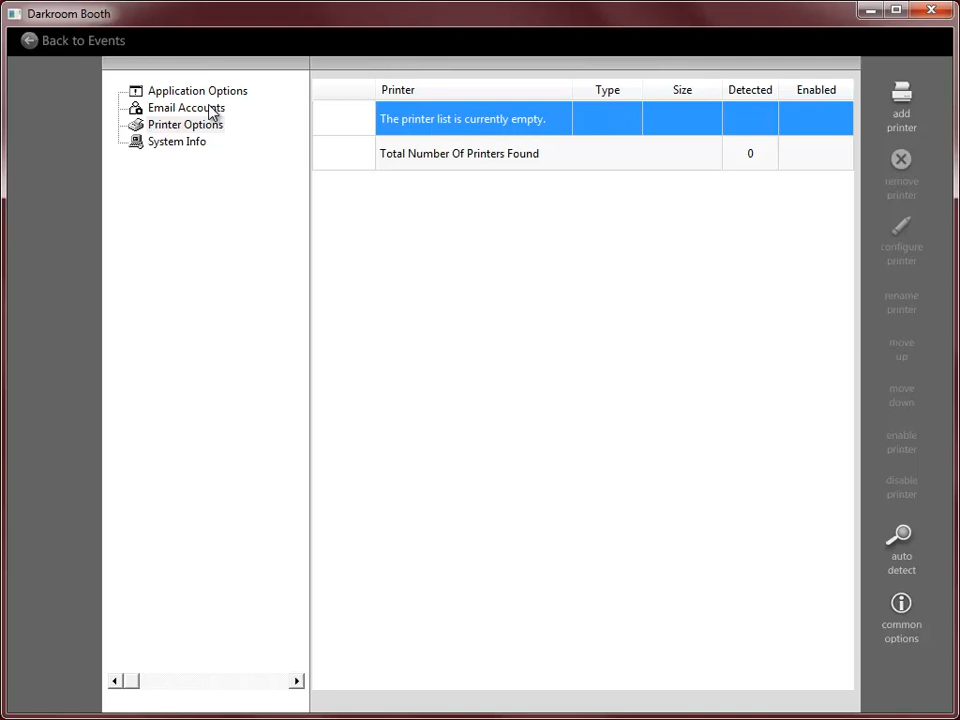 Darkroom Booth
Back to Events
Application Options
Email Accounts
Printer Options
System Info
Printer Type Size Detected Enabled
The printer list is currently empty.
Total Number Of Printers Found 0
add
printer
remove
printer
configure
printer
rename
printer
move
up
move
down
enable
printer
disable
printer
auto
detect
common
options